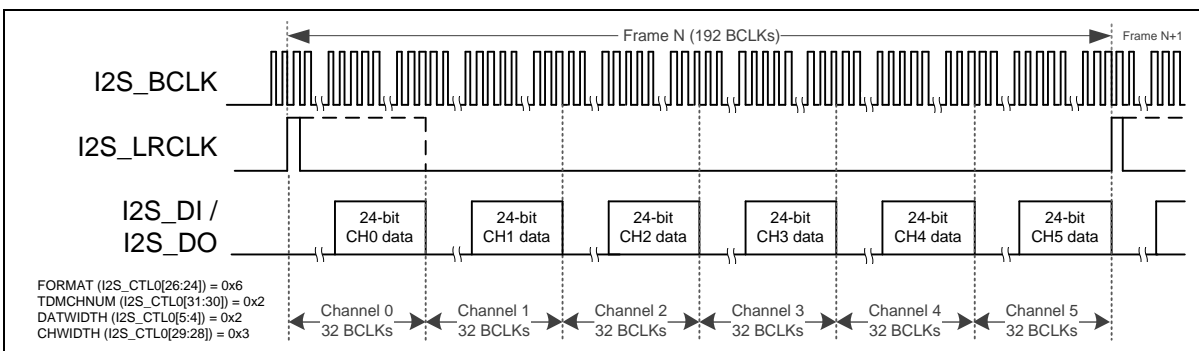 Frame N (192 BCLKs)
Frame N+1
I2S_BCLK
I2S_LRCLK
I2S_DI /
I2S_DO
24-bit
CH0 data
24-bit
CH1 data
24-bit
CH2 data
24-bit
CH3 data
24-bit
CH4 data
24-bit
CH5 data
FORMAT (I2S_CTL0[26:24]) = 0x6
TDMCHNUM (I2S_CTL0[31:30]) = 0x2
DATWIDTH (I2S_CTL0[5:4]) = 0x2
CHWIDTH (I2S_CTL0[29:28]) = 0x3
Channel 0
32 BCLKs
Channel 1
32 BCLKs
Channel 2
32 BCLKs
Channel 3
32 BCLKs
Channel 4
32 BCLKs
Channel 5
32 BCLKs